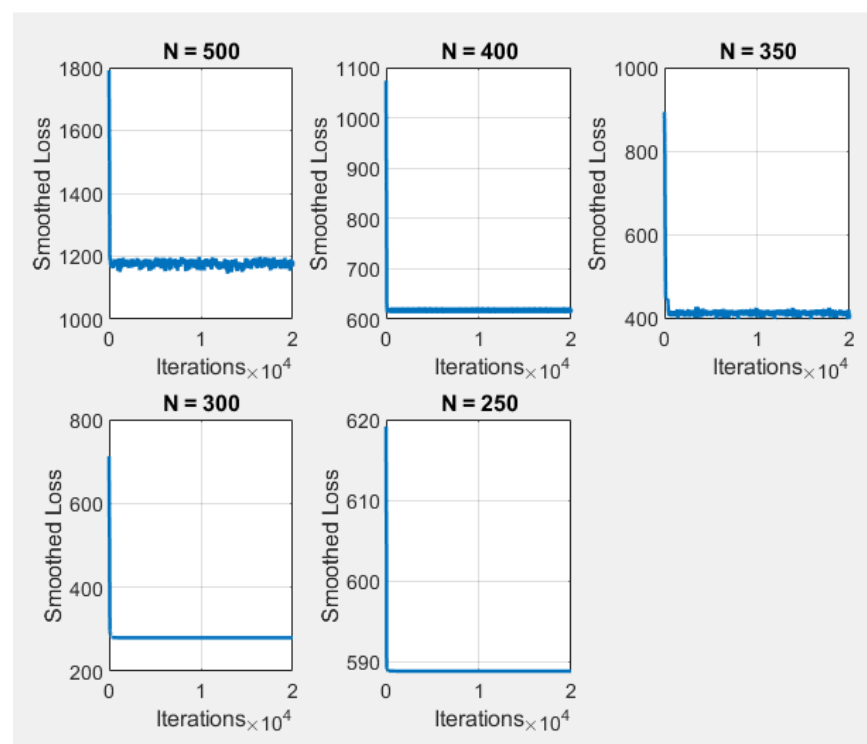 N = 500
1800
1600
1400
1200
1000
Smoothed Loss
0 1 2
Iterations ×10^4
N = 400
1100
1000
900
800
700
600
Smoothed Loss
0 1 2
Iterations ×10^4
N = 350
1000
800
600
400
Smoothed Loss
0 1 2
Iterations ×10^4
N = 300
800
600
400
200
Smoothed Loss
0 1 2
Iterations ×10^4
N = 250
620
610
600
590
Smoothed Loss
0 1 2
Iterations ×10^4